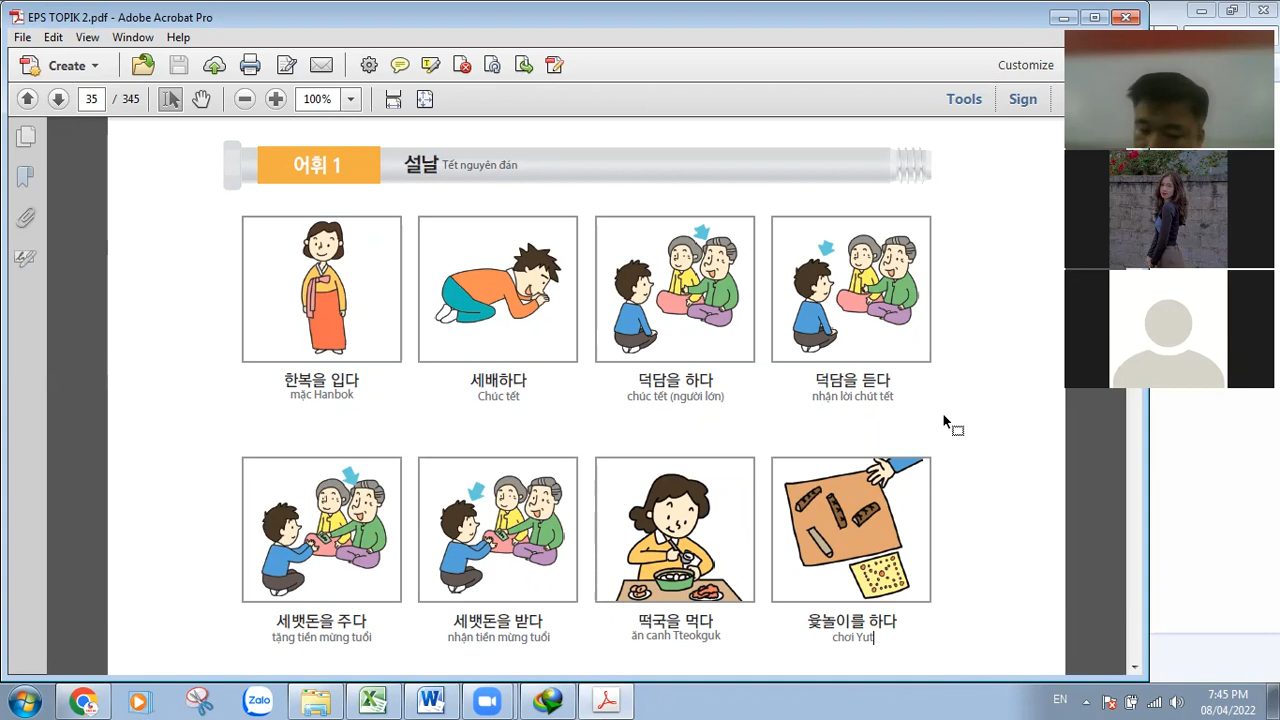 EPS TOPIK 2.pdf - Adobe Acrobat Pro
File Edit View Window Help
Create Customize
35 / 345 100% Tools Sign
어휘 1 설날 Tết nguyên đán
한복을 입다 세배하다 덕담을 하다 덕담을 듣다
mặc Hanbok Chúc tết chúc tết (người lớn) nhận lời chút tết
세뱃돈을 주다 세뱃돈을 받다 떡국을 먹다 윷놀이를 하다
tặng tiền mừng tuổi nhận tiền mừng tuổi ăn canh Tteokguk chơi Yut
Zalo EN 7:45 PM
08/04/2022